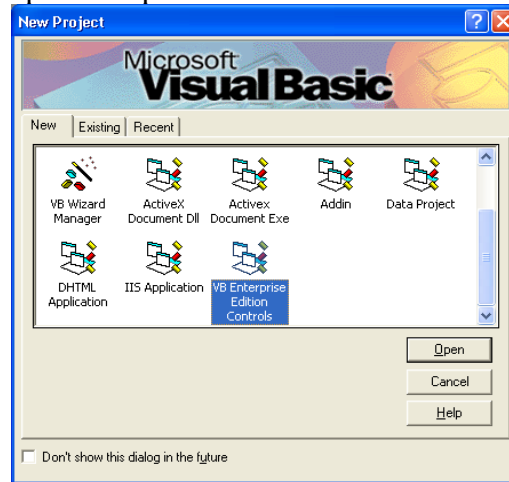 New Project
Microsoft
Visual Basic
New Existing Recent
VB Wizard ActiveX Activex Addin Data Project
Manager Document Dll Document Exe
DHTML IIS Application VB Enterprise
Application Edition
Controls
Open
Cancel
Help
Don't show this dialog in the future